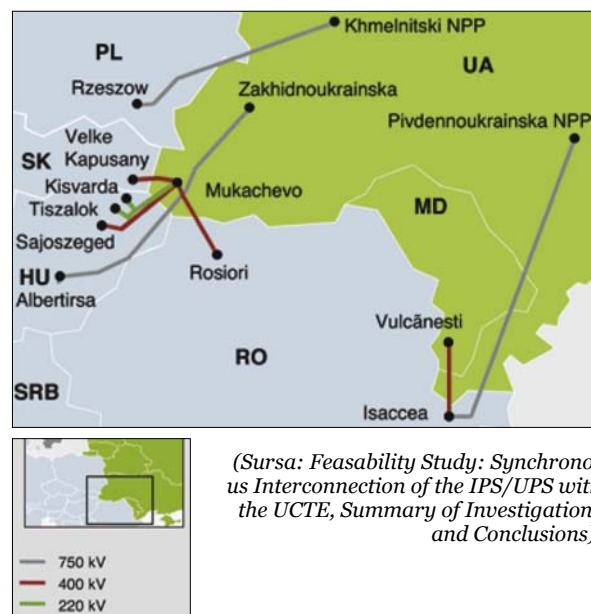 Khmelnitski NPP
PL
UA
Rzeszow
Zakhidnoukrainska
Pivdennoukrainska NPP
Velke
Kapusany
SK
Kisvarda
Mukachevo
Tiszalok
MD
Sajoszeged
Rosiori
HU
Albertirsa
Vulcãnesti
RO
SRB
Isaccea
(Sursa: Feasability Study: Synchrono
us Interconnection of the IPS/UPS with
the UCTE, Summary of Investigation
and Conclusions)
750 kV
400 kV
220 kV